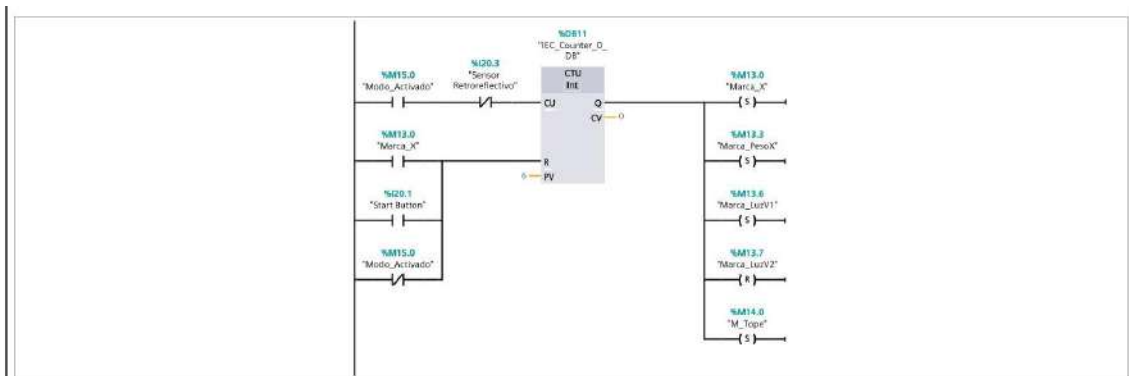 %DB11
"IEC_Counter_0_
DB"
%I20.3
"Sensor
Retroreflectivo"
%M15.0
"Modo_Activado"
CTU
Int
CU
Q
CV
0
%M13.0
"Marca_X"
S
%M13.0
"Marca_X"
R
6
PV
%M13.3
"Marca_PesoX"
S
%I20.1
"Start Button"
%M13.6
"Marca_LuzV1"
S
%M15.0
"Modo_Activado"
%M13.7
"Marca_LuzV2"
R
%M14.0
"M_Tope"
S